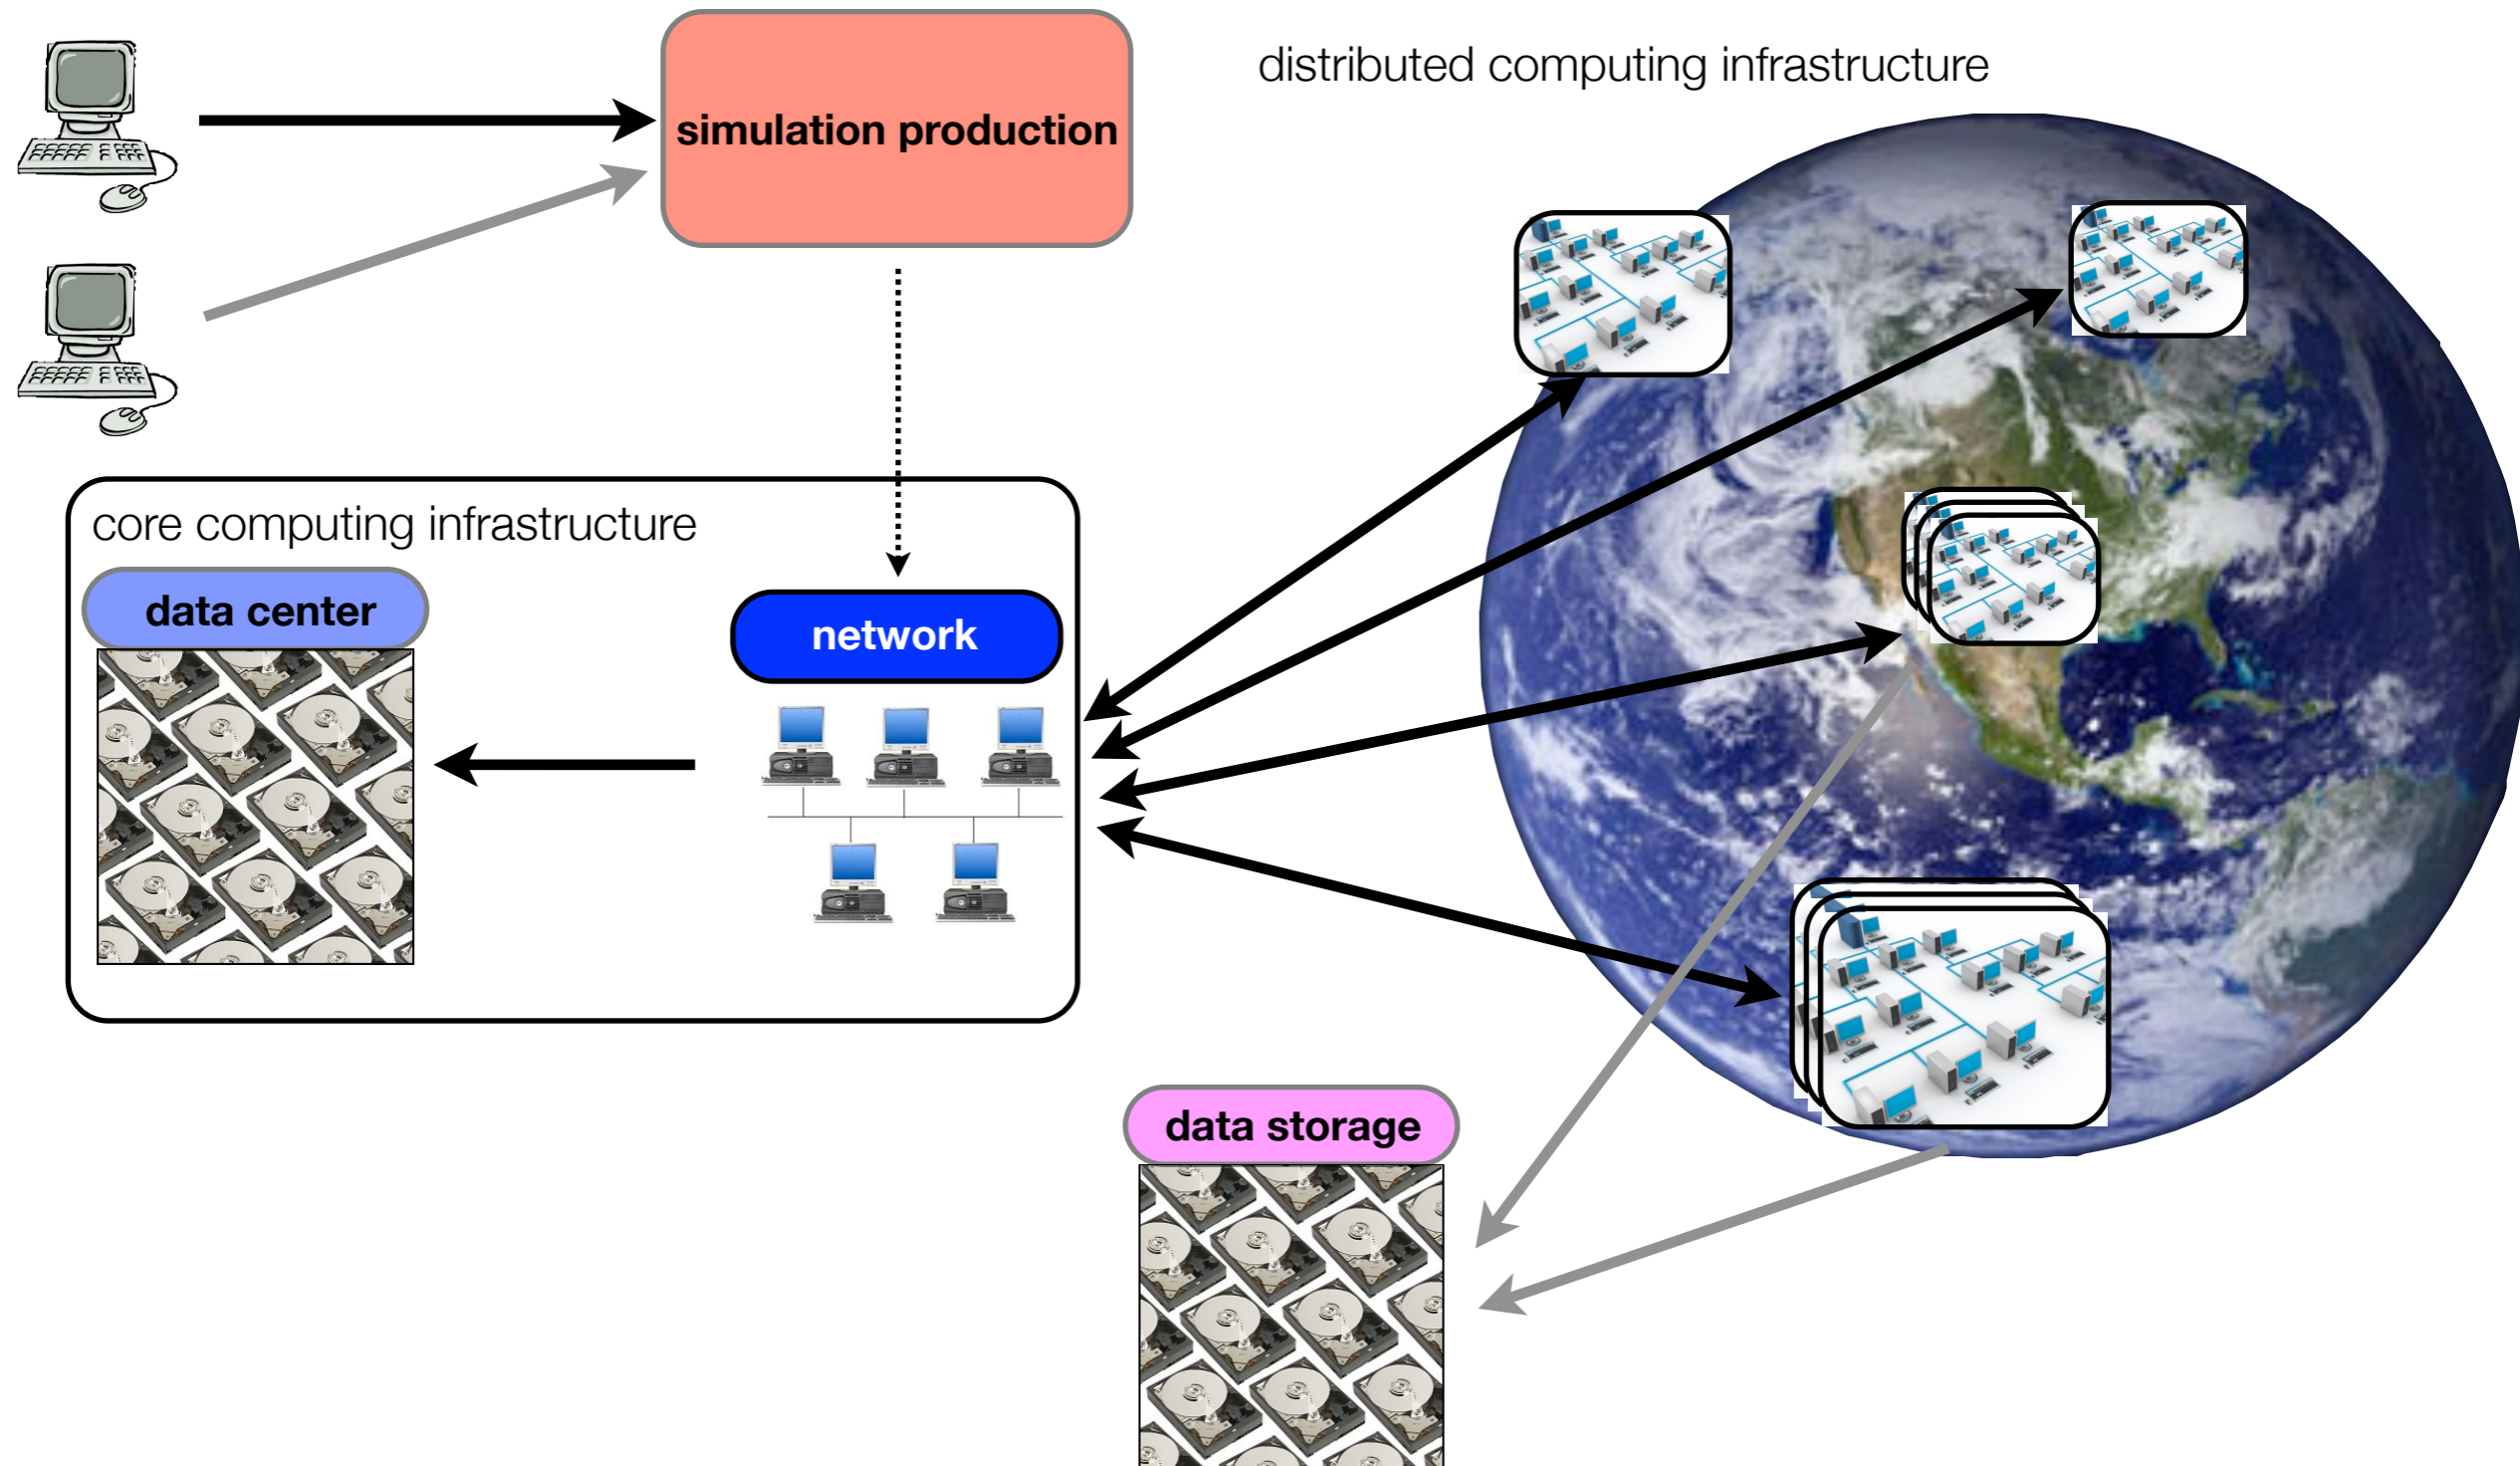 distributed computing infrastructure
simulation production
core computing infrastructure
data center
network
data storage